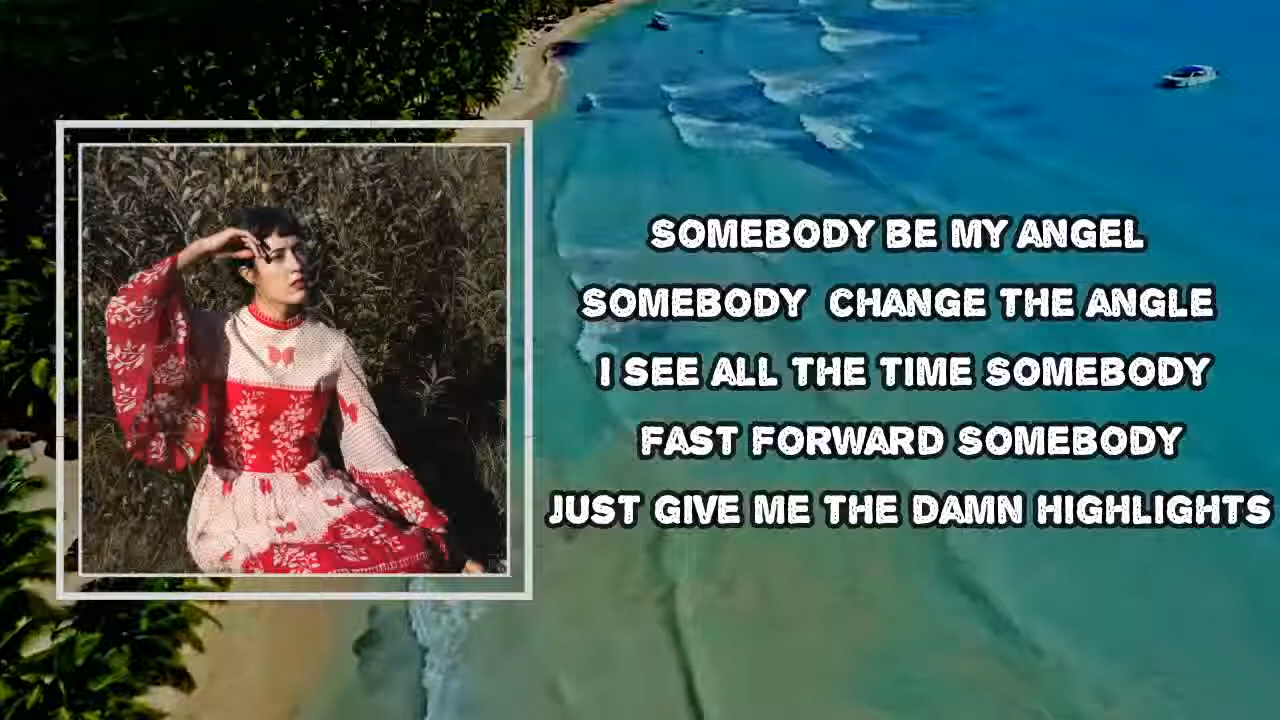 SOMEBODY BE MY ANGEL
SOMEBODY CHANGE THE ANGLE
I SEE ALL THE TIME SOMEBODY
FAST FORWARD SOMEBODY
JUST GIVE ME THE DAMN HIGHLIGHTS